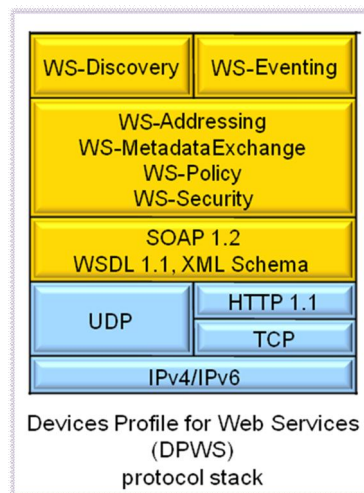 WS-Discovery
WS-Eventing
WS-Addressing
WS-MetadataExchange
WS-Policy
WS-Security
SOAP 1.2
WSDL 1.1, XML Schema
UDP
HTTP 1.1
TCP
IPv4/IPv6
Devices Profile for Web Services
(DPWS)
protocol stack